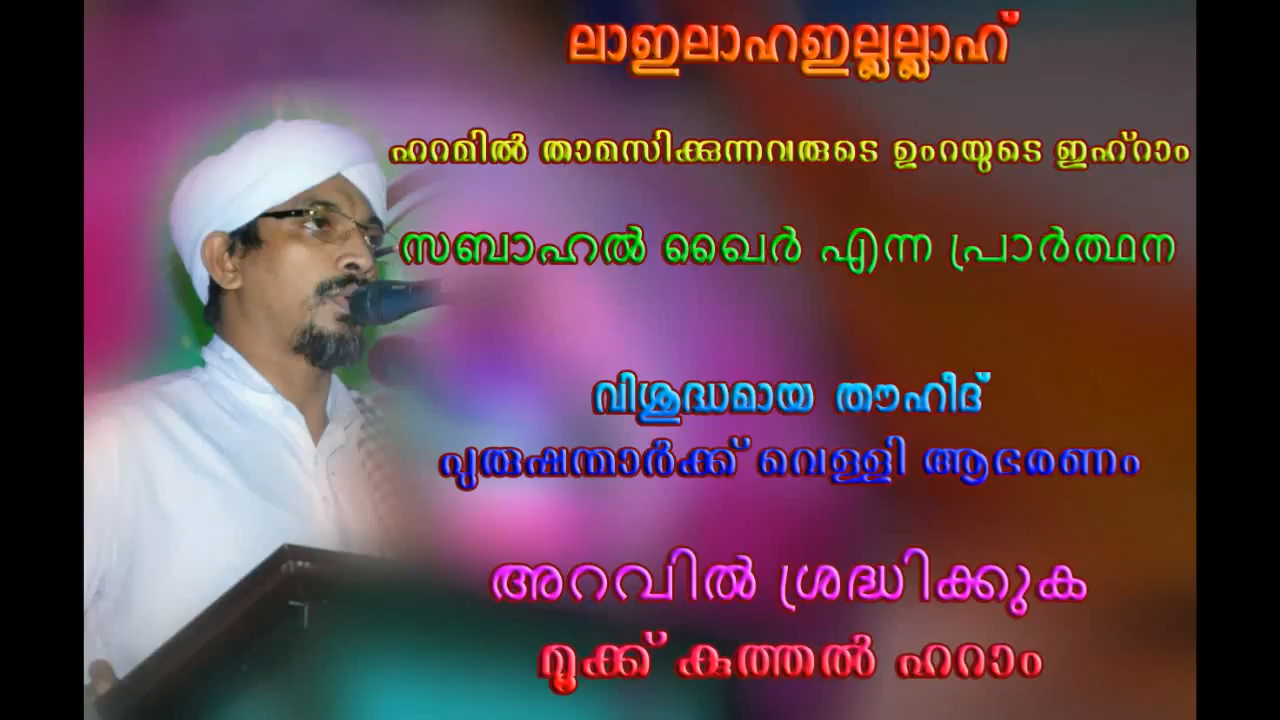 ലാഇലാഹഇല്ലല്ലാഹ്
ഹറമിൽ താമസിക്കുന്നവരുടെ ഉംറയുടെ ഇഹ്റാം
സബാഹൽ ഖൈർ എന്ന പ്രാർത്ഥന
വിശുദ്ധമായ തൗഹീദ്
പുരുഷന്മാർക്ക് വെള്ളി ആഭരണം
അറവിൽ ശ്രദ്ധിക്കുക
മൂക്ക് കുത്തൽ ഹറാം